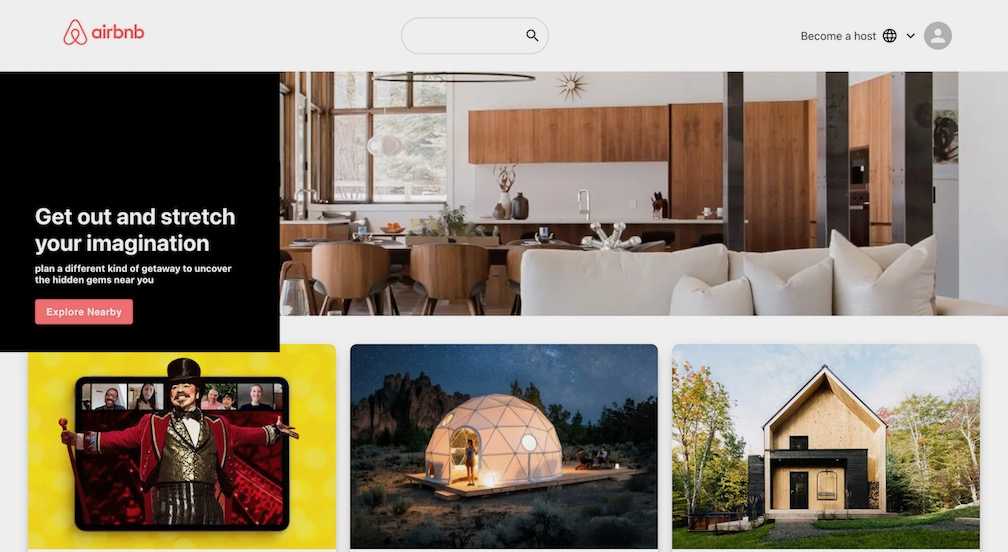 airbnb
Become a host
Get out and stretch
your imagination
plan a different kind of getaway to uncover
the hidden gems near you
Explore Nearby